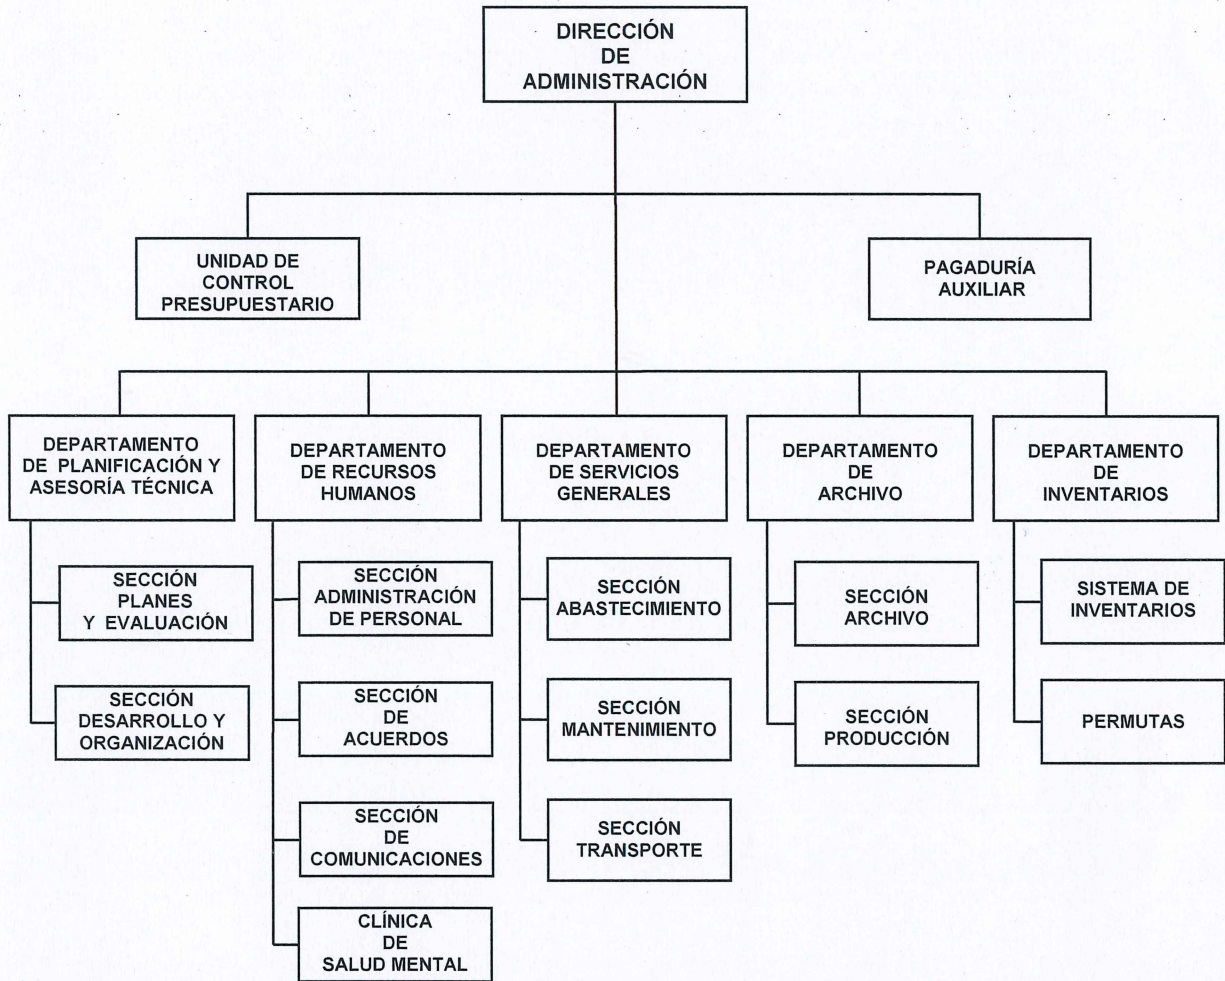 DIRECCIÓN
DE
ADMINISTRACIÓN
UNIDAD DE
CONTROL
PRESUPUESTARIO
PAGADURÍA
AUXILIAR
DEPARTAMENTO
DE PLANIFICACIÓN Y
ASESORÍA TÉCNICA
DEPARTAMENTO
DE RECURSOS
HUMANOS
DEPARTAMENTO
DE SERVICIOS
GENERALES
DEPARTAMENTO
DE
ARCHIVO
DEPARTAMENTO
DE
INVENTARIOS
SECCIÓN
PLANES
Y EVALUACIÓN
SECCIÓN
DESARROLLO Y
ORGANIZACIÓN
SECCIÓN
ADMINISTRACIÓN
DE PERSONAL
SECCIÓN
DE
ACUERDOS
SECCIÓN
DE
COMUNICACIONES
CLÍNICA
DE
SALUD MENTAL
SECCIÓN
ABASTECIMIENTO
SECCIÓN
MANTENIMIENTO
SECCIÓN
TRANSPORTE
SECCIÓN
ARCHIVO
SECCIÓN
PRODUCCIÓN
SISTEMA DE
INVENTARIOS
PERMUTAS